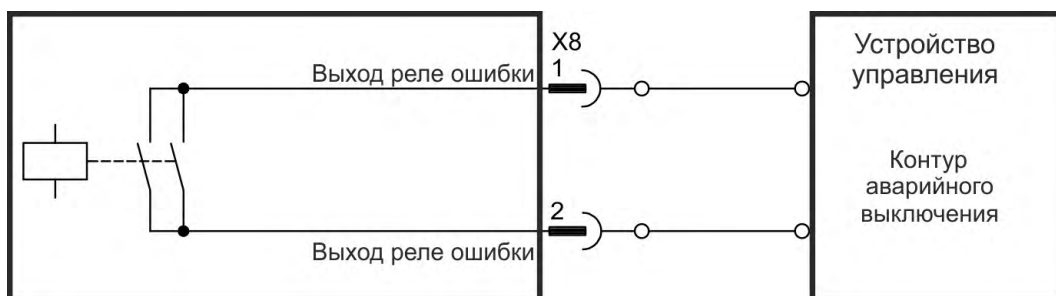 X8
Выход реле ошибки
1
2
Выход реле ошибки
Устройство
управления
Контур
аварийного
выключения